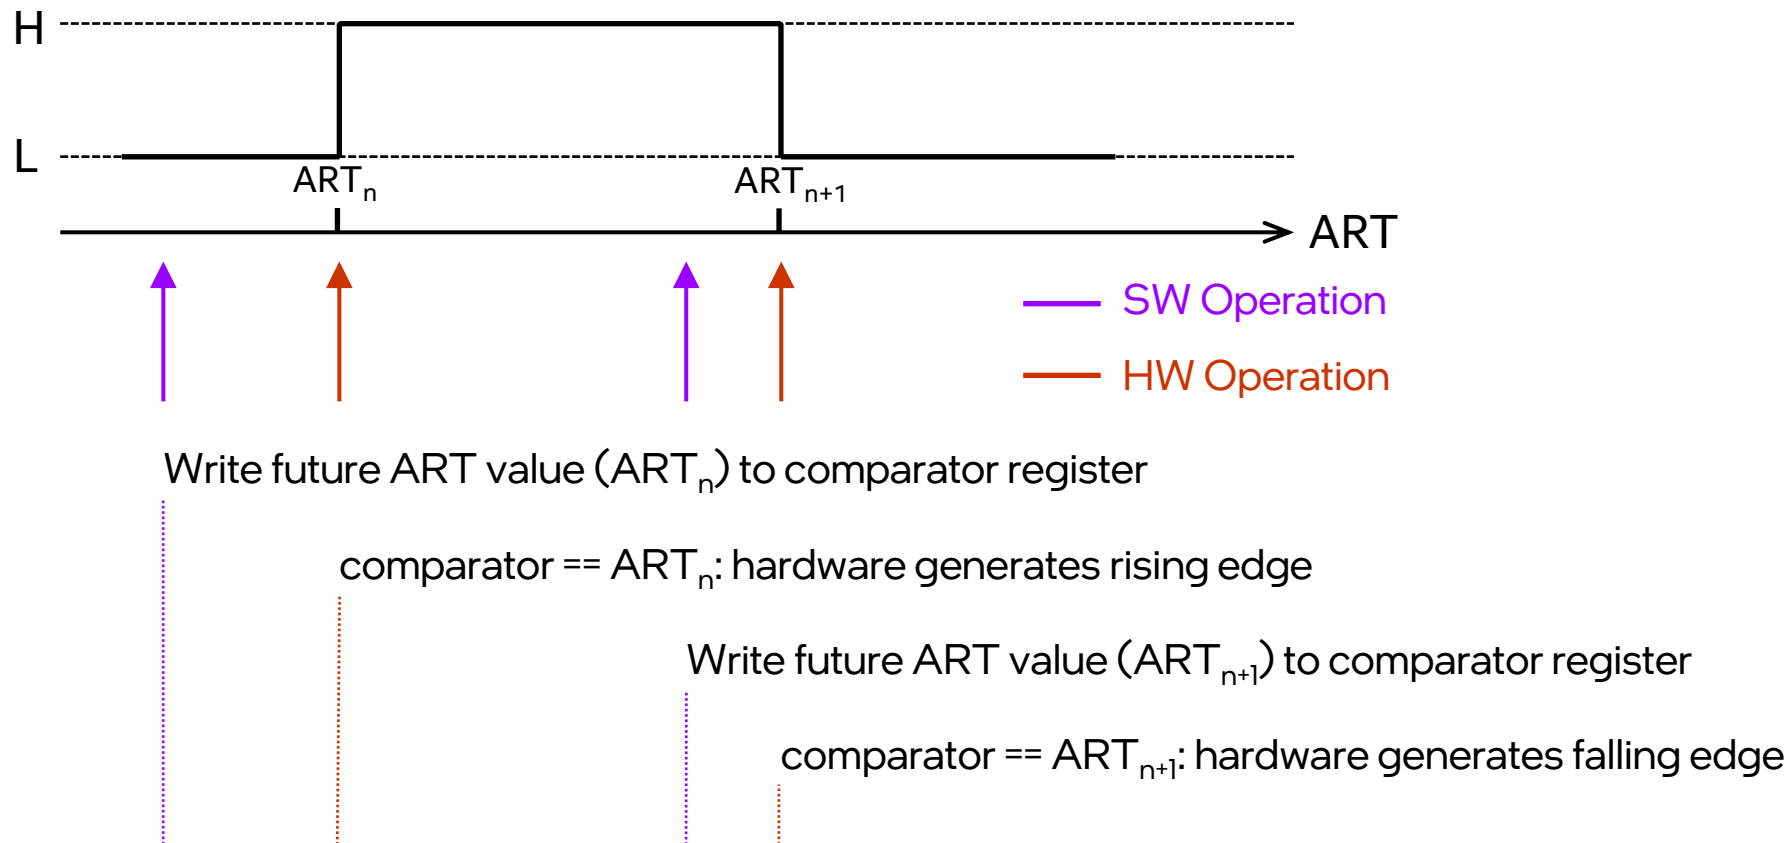 H
L
ARTn
ARTn+1
ART
SW Operation
HW Operation
Write future ART value (ARTn) to comparator register
comparator == ARTn: hardware generates rising edge
Write future ART value (ARTn+1) to comparator register
comparator == ARTn+1: hardware generates falling edge